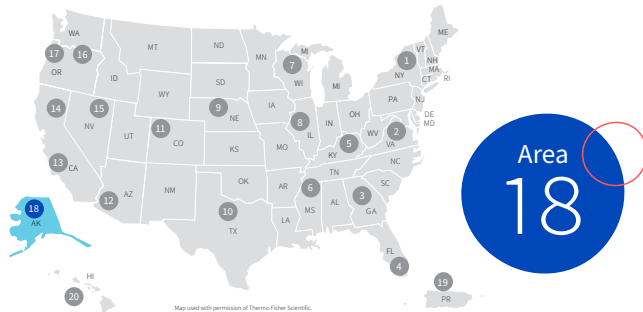 ME
WA
VT
MT
ND
MN
MI
17
16
7
1
NH
MA
OR
ID
SD
WI
NY
CT
RI
MI
WY
PA
NJ
14
15
9
IA
8
OH
NE
IL
IN
DE
MD
NV
UT
11
CO
WV
2
VA
KS
MO
5
KY
13
CA
NC
TN
OK
AR
6
SC
12
AZ
NM
3
MS
AL
GA
18
AK
10
TX
LA
FL
4
HI
20
19
PR
Map used with permission of Thermo Fisher Scientific.
Area
18